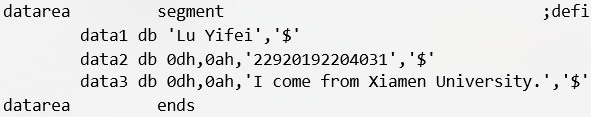 datarea segment ;defi
data1 db 'Lu Yifei','$'
data2 db 0dh,0ah,'22920192204031','$'
data3 db 0dh,0ah,'I come from Xiamen University.','$'
datarea ends